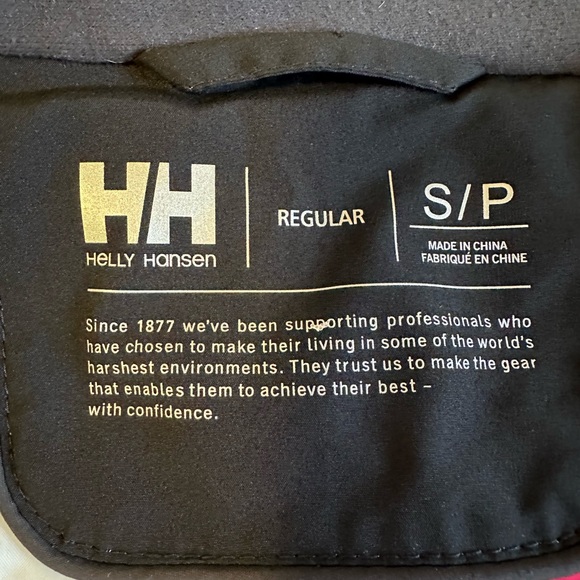 HH
HELLY HANSEN
REGULAR
S/P
MADE IN CHINA
FABRIQUÉ EN CHINE
Since 1877 we've been supporting professionals who
have chosen to make their living in some of the world's
harshest environments. They trust us to make the gear
that enables them to achieve their best –
with confidence.